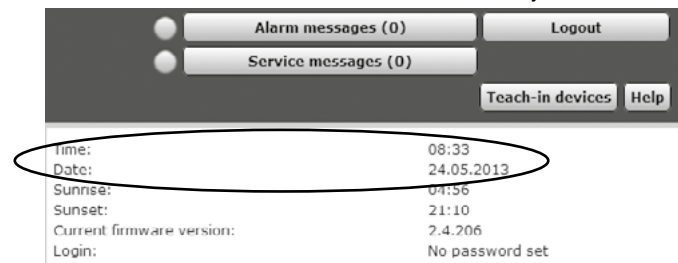 Alarm messages (0) Logout
Service messages (0)
Teach-in devices Help
Time: 08:33
Date: 24.05.2013
Sunrise: 04:56
Sunset: 21:10
Current firmware version: 2.4.206
Login: No password set